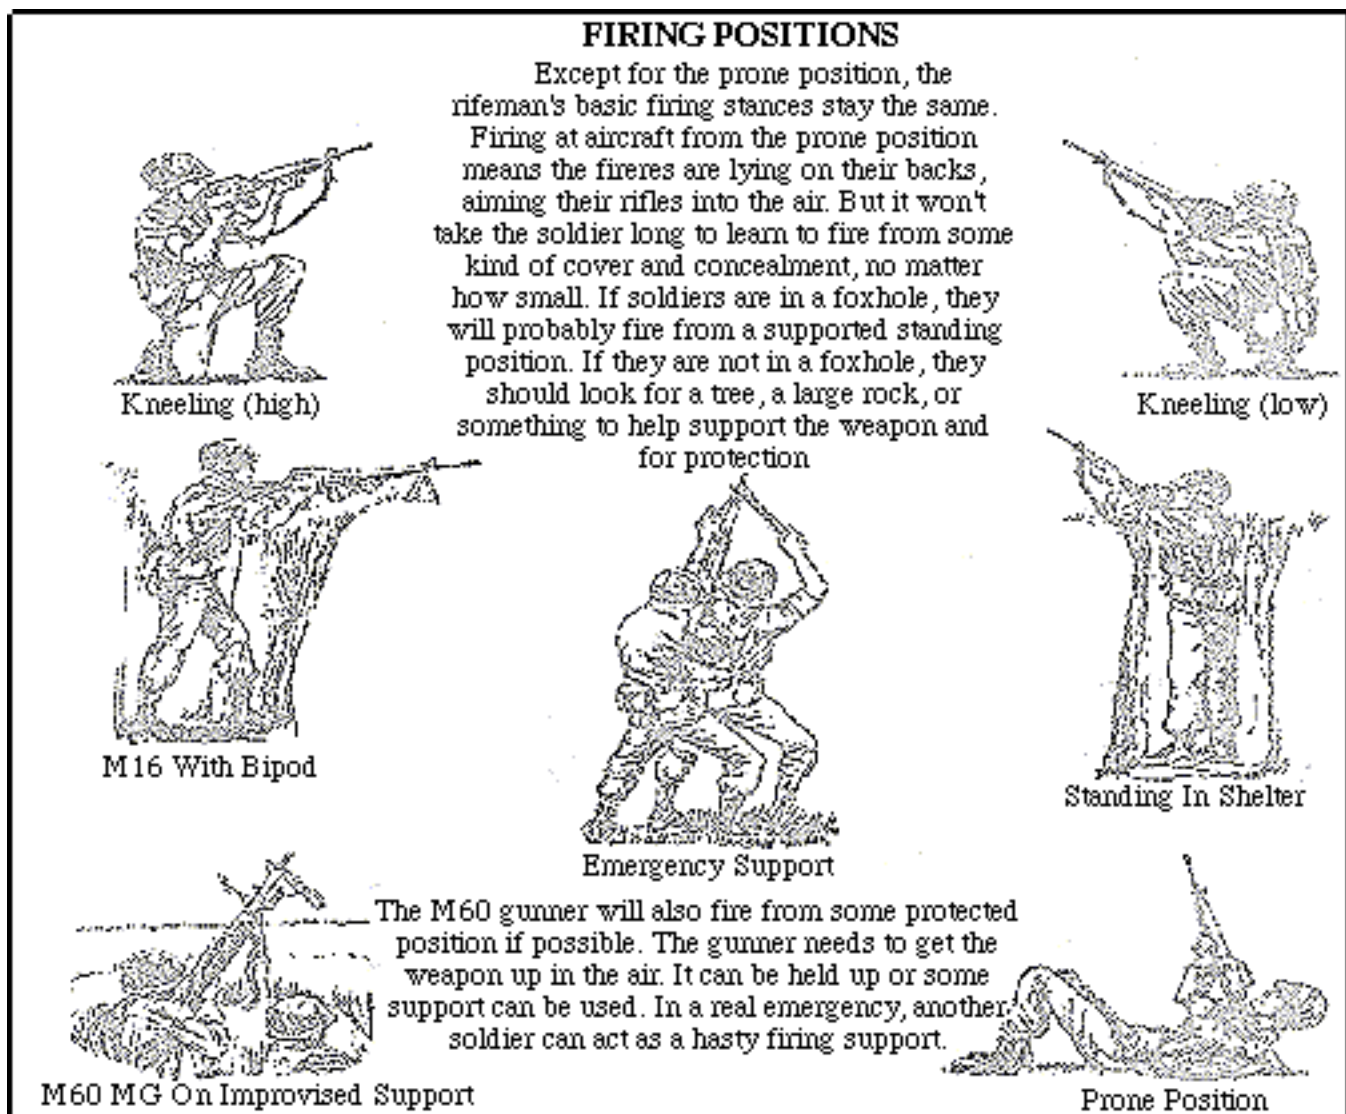 FIRING POSITIONS
Except for the prone position, the
rifeman's basic firing stances stay the same.
Firing at aircraft from the prone position
means the fireres are lying on their backs,
aiming their rifles into the air. But it won't
take the soldier long to learn to fire from some
kind of cover and concealment, no matter
how small. If soldiers are in a foxhole, they
will probably fire from a supported standing
position. If they are not in a foxhole, they
should look for a tree, a large rock, or
something to help support the weapon and
for protection
Kneeling (high)
Kneeling (low)
M16 With Bipod
Standing In Shelter
Emergency Support
The M60 gunner will also fire from some protected
position if possible. The gunner needs to get the
weapon up in the air. It can be held up or some
support can be used. In a real emergency, another
soldier can act as a hasty firing support.
M60 MG On Improvised Support
Prone Position